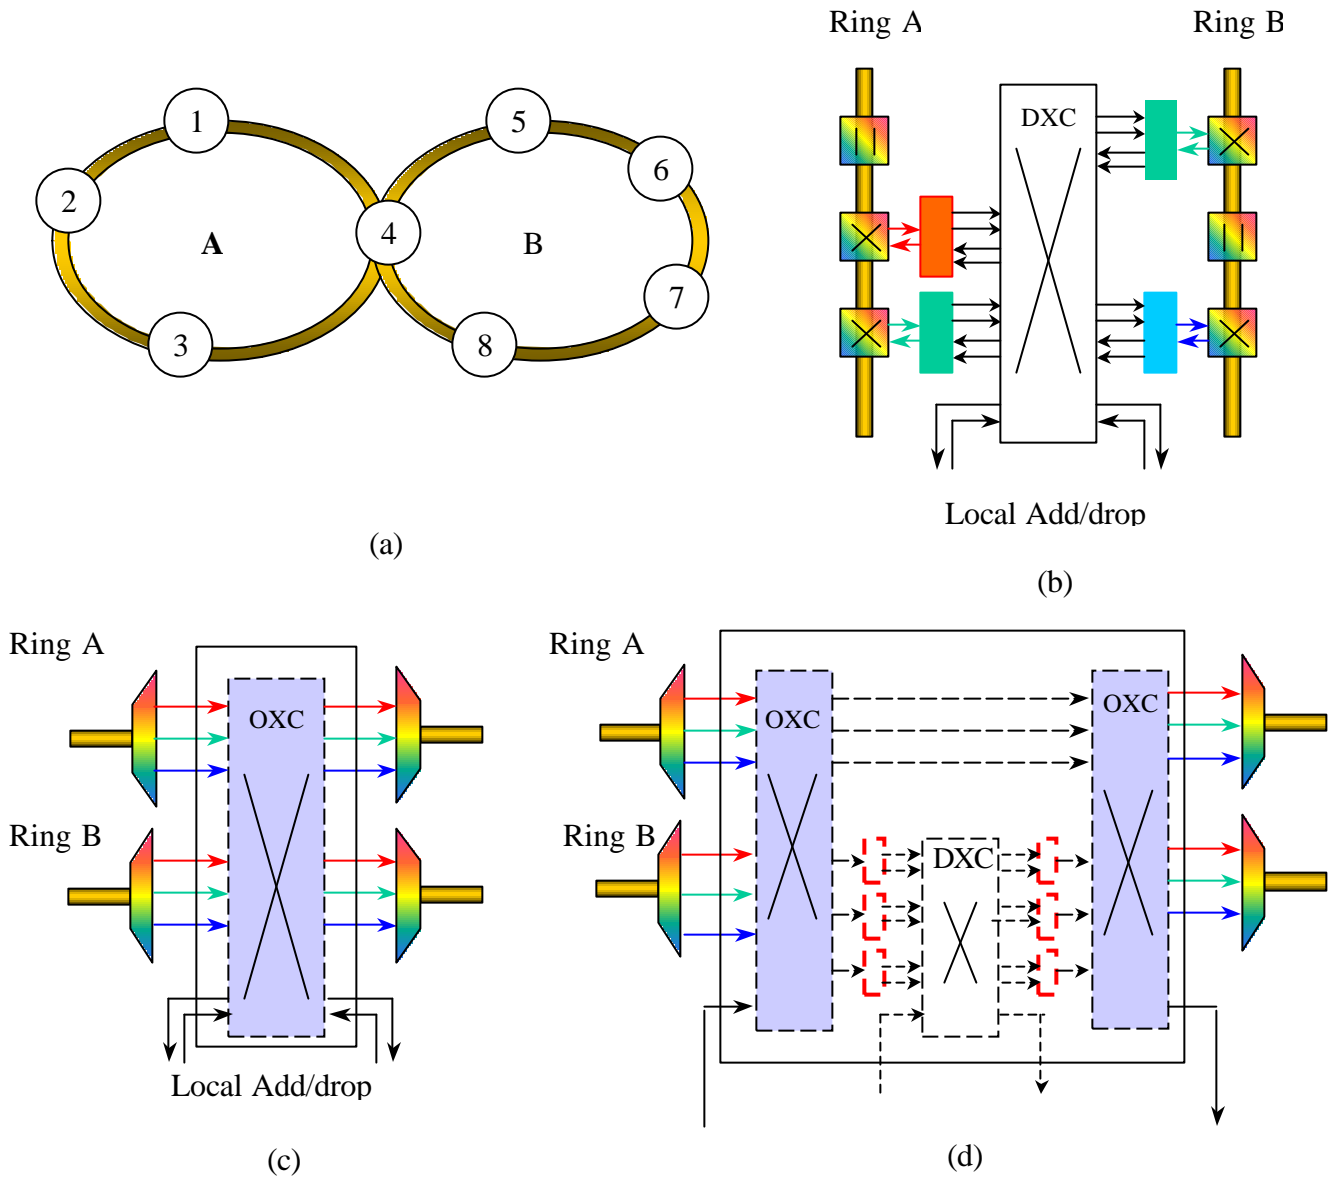 Ring A
Ring B
1
5
DXC
6
2
4
A
B
7
3
8
Local Add/drop
(a)
(b)
Ring A
Ring A
OXC
OXC
OXC
Ring B
Ring B
DXC
Local Add/drop
(c)
(d)